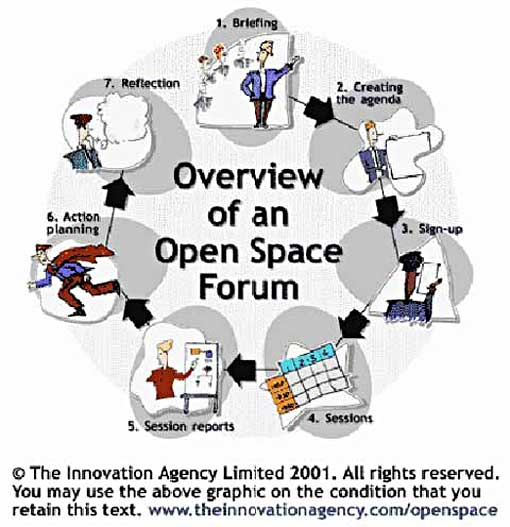 1. Briefing
2. Creating
the agenda
3. Sign-up
4. Sessions
5. Session reports
6. Action
planning
7. Reflection
Overview
of an
Open Space
Forum
© The Innovation Agency Limited 2001. All rights reserved.
You may use the above graphic on the condition that you
retain this text. www.theinnovationagency.com/openspace